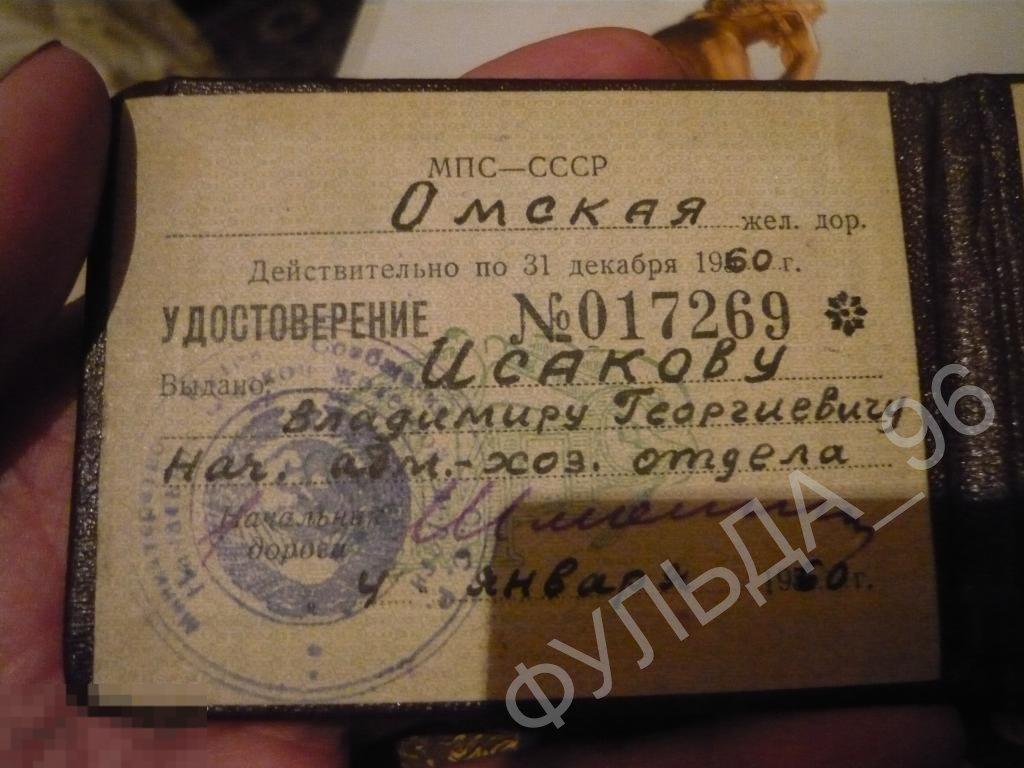 МПС—СССР
Омская жел. дор.
Действительно по 31 декабря 1960 г.
УДОСТОВЕРЕНИЕ №017269
Выдано Исакову
Владимиру Георгиевичу
Нач. адм.-хоз. отдела
Начальник
дороги
4 января 1960 г.
ФУЛЬДА_96